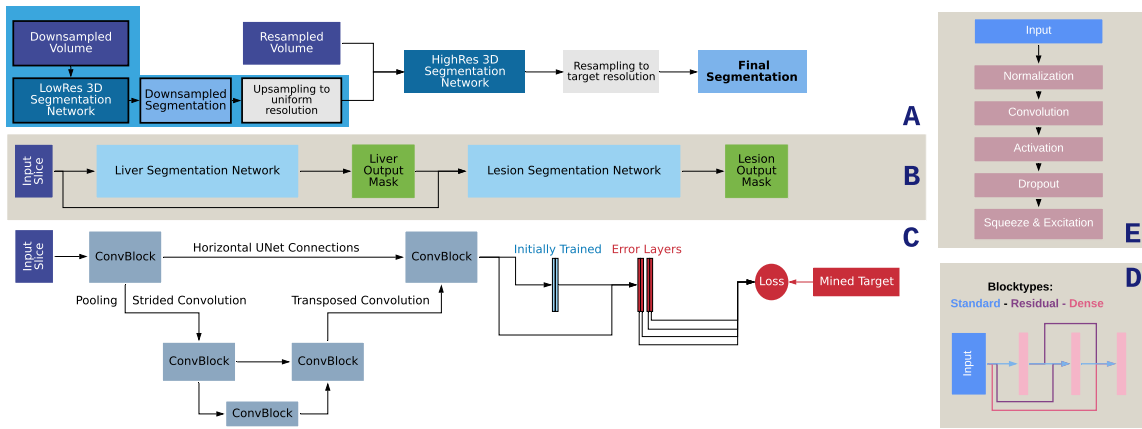 Downsampled
Volume
LowRes 3D
Segmentation
Network
Downsampled
Segmentation
Upsampling to
uniform
resolution
Resampled
Volume
HighRes 3D
Segmentation
Network
Resampling to
target resolution
Final
Segmentation
A
Input
Slice
Liver Segmentation Network
Liver
Output
Mask
Lesion Segmentation Network
Lesion
Output
Mask
B
Input
Slice
ConvBlock
Horizontal UNet Connections
ConvBlock
Pooling
Strided Convolution
Transposed Convolution
ConvBlock
ConvBlock
ConvBlock
Initially Trained
Error Layers
Loss
Mined Target
C
Input
Normalization
Convolution
Activation
Dropout
Squeeze & Excitation
E
Blocktypes:
Standard - Residual - Dense
Input
D